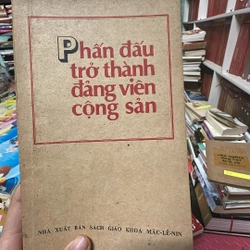 Phấn đấu
trở thành
đảng viên
cộng sản
NHÀ XUẤT BẢN SÁCH GIÁO KHOA MÁC-LÊ-NIN